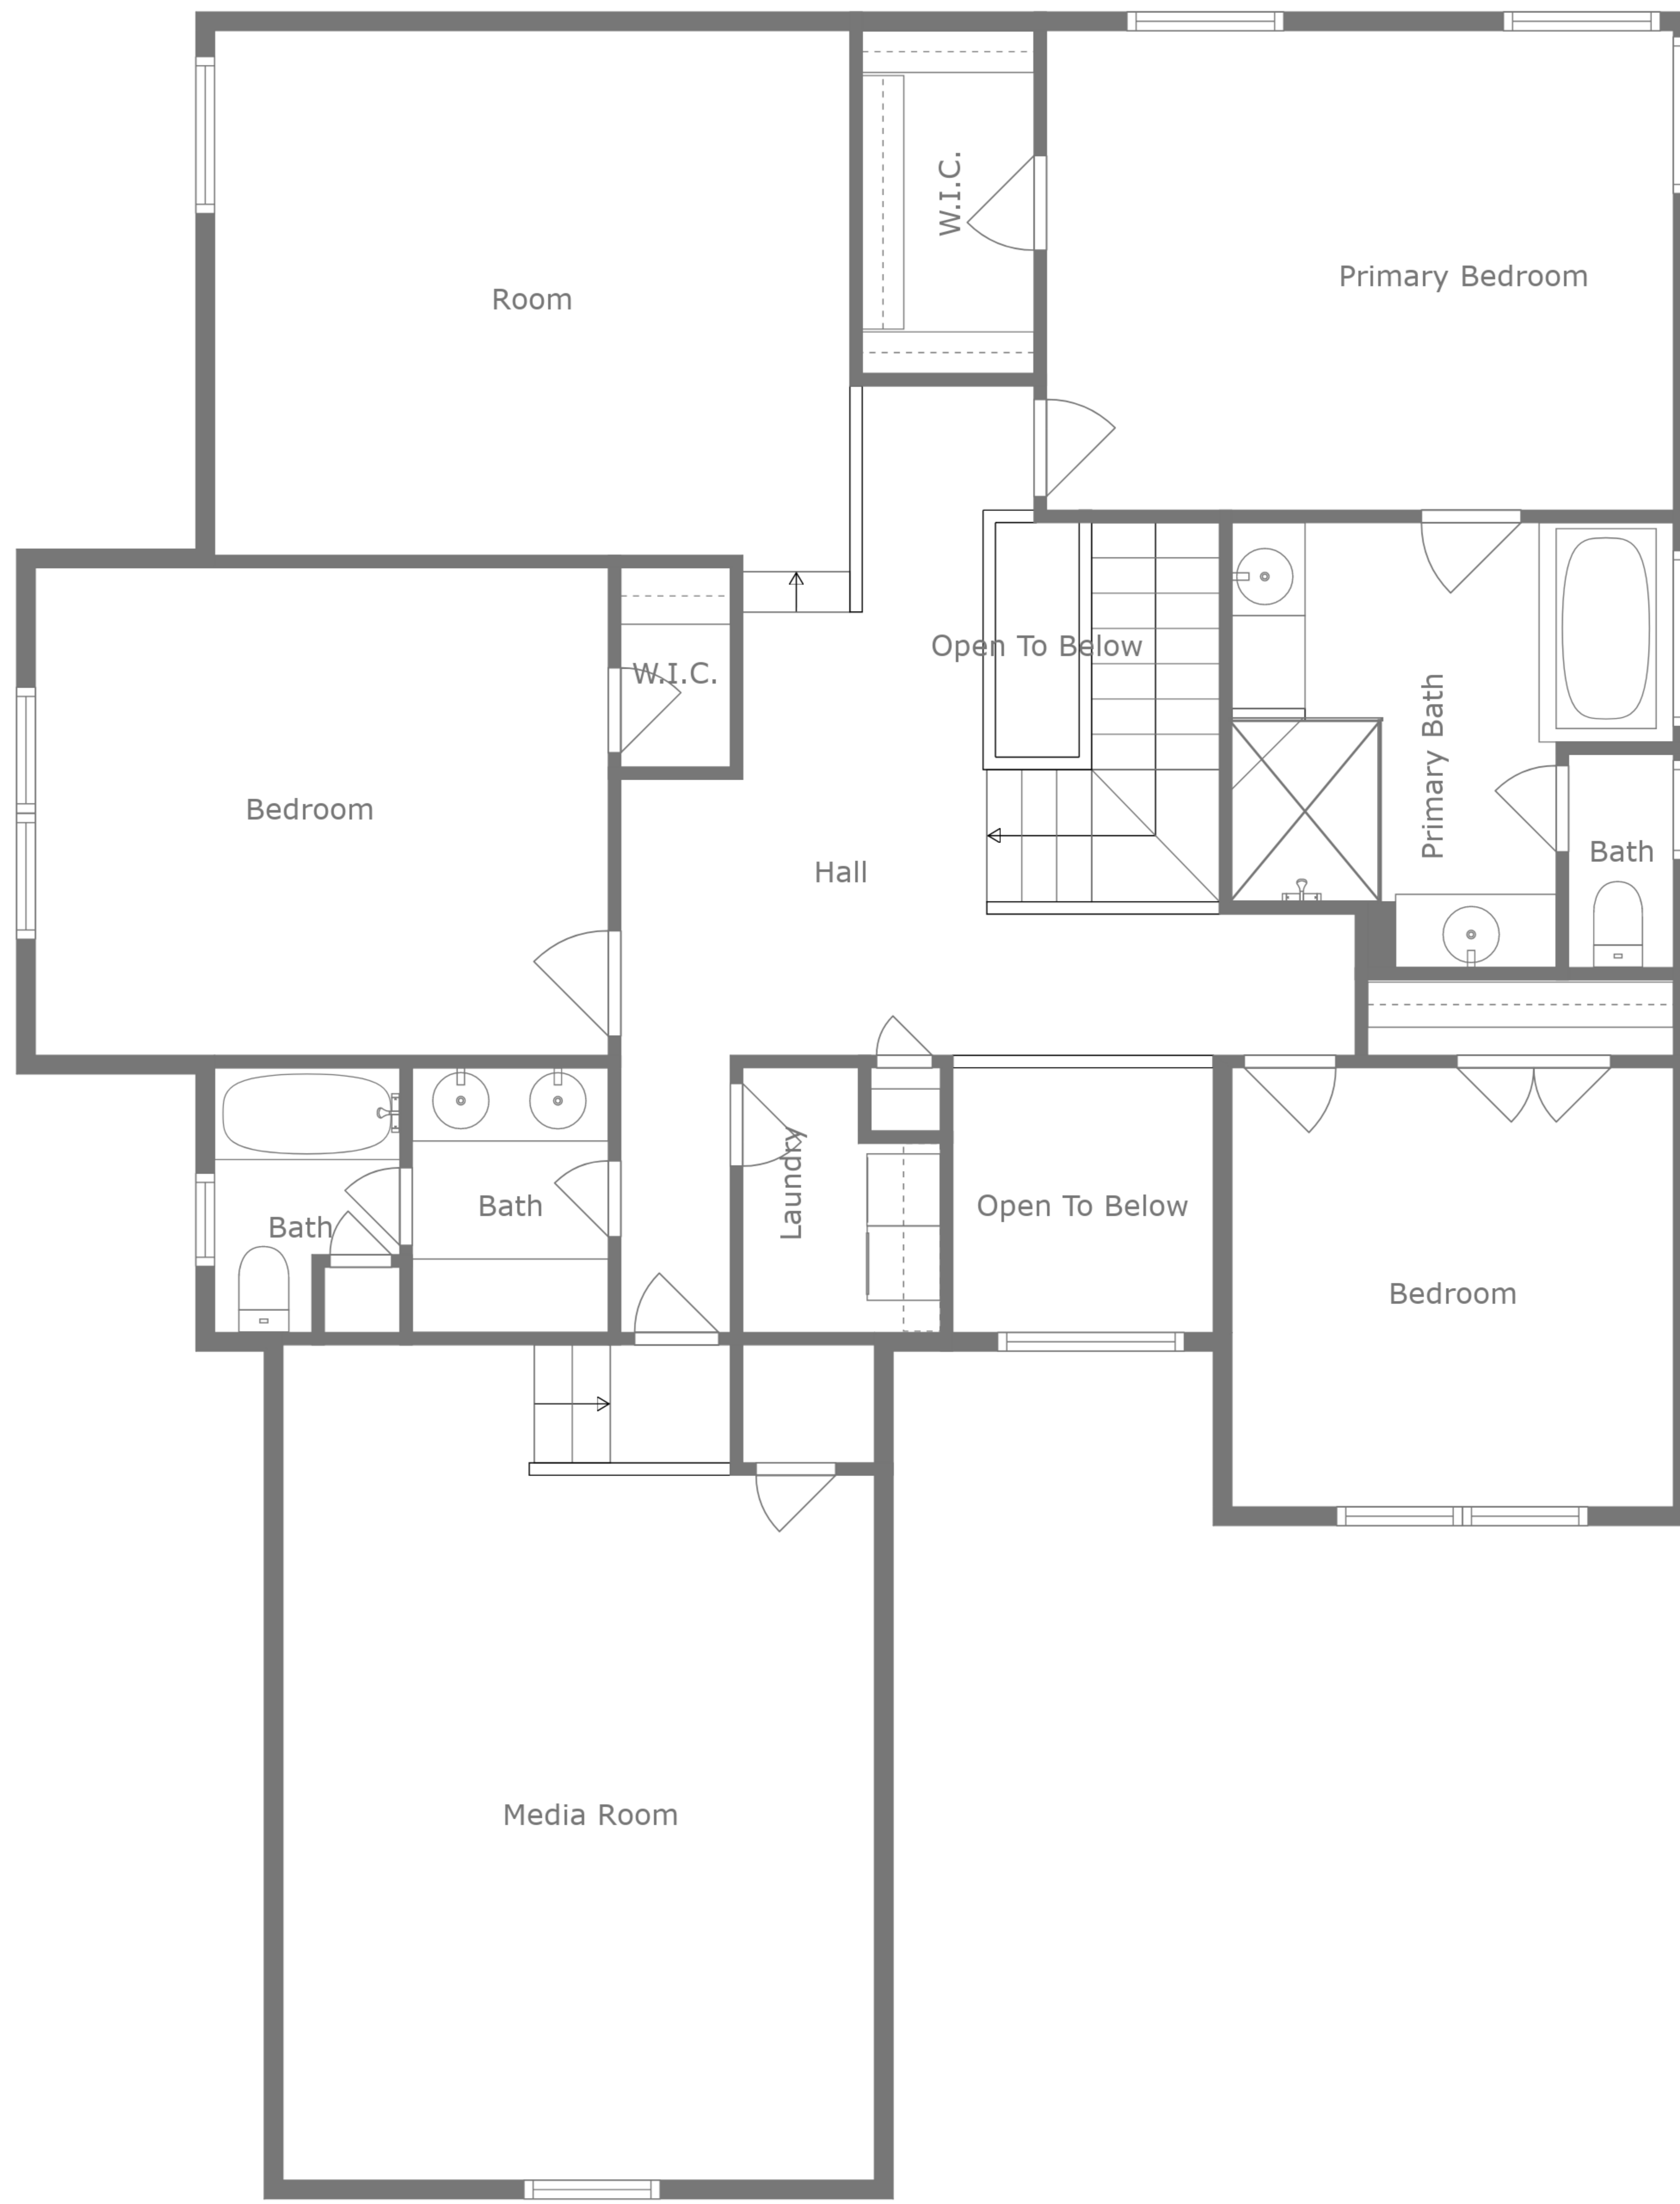 W.I.C.
Primary Bedroom
Room
Open To Below
W.I.C.
Primary Bath
Bedroom
Bath
Hall
Laundry
Bath
Open To Below
Bath
Bedroom
Media Room